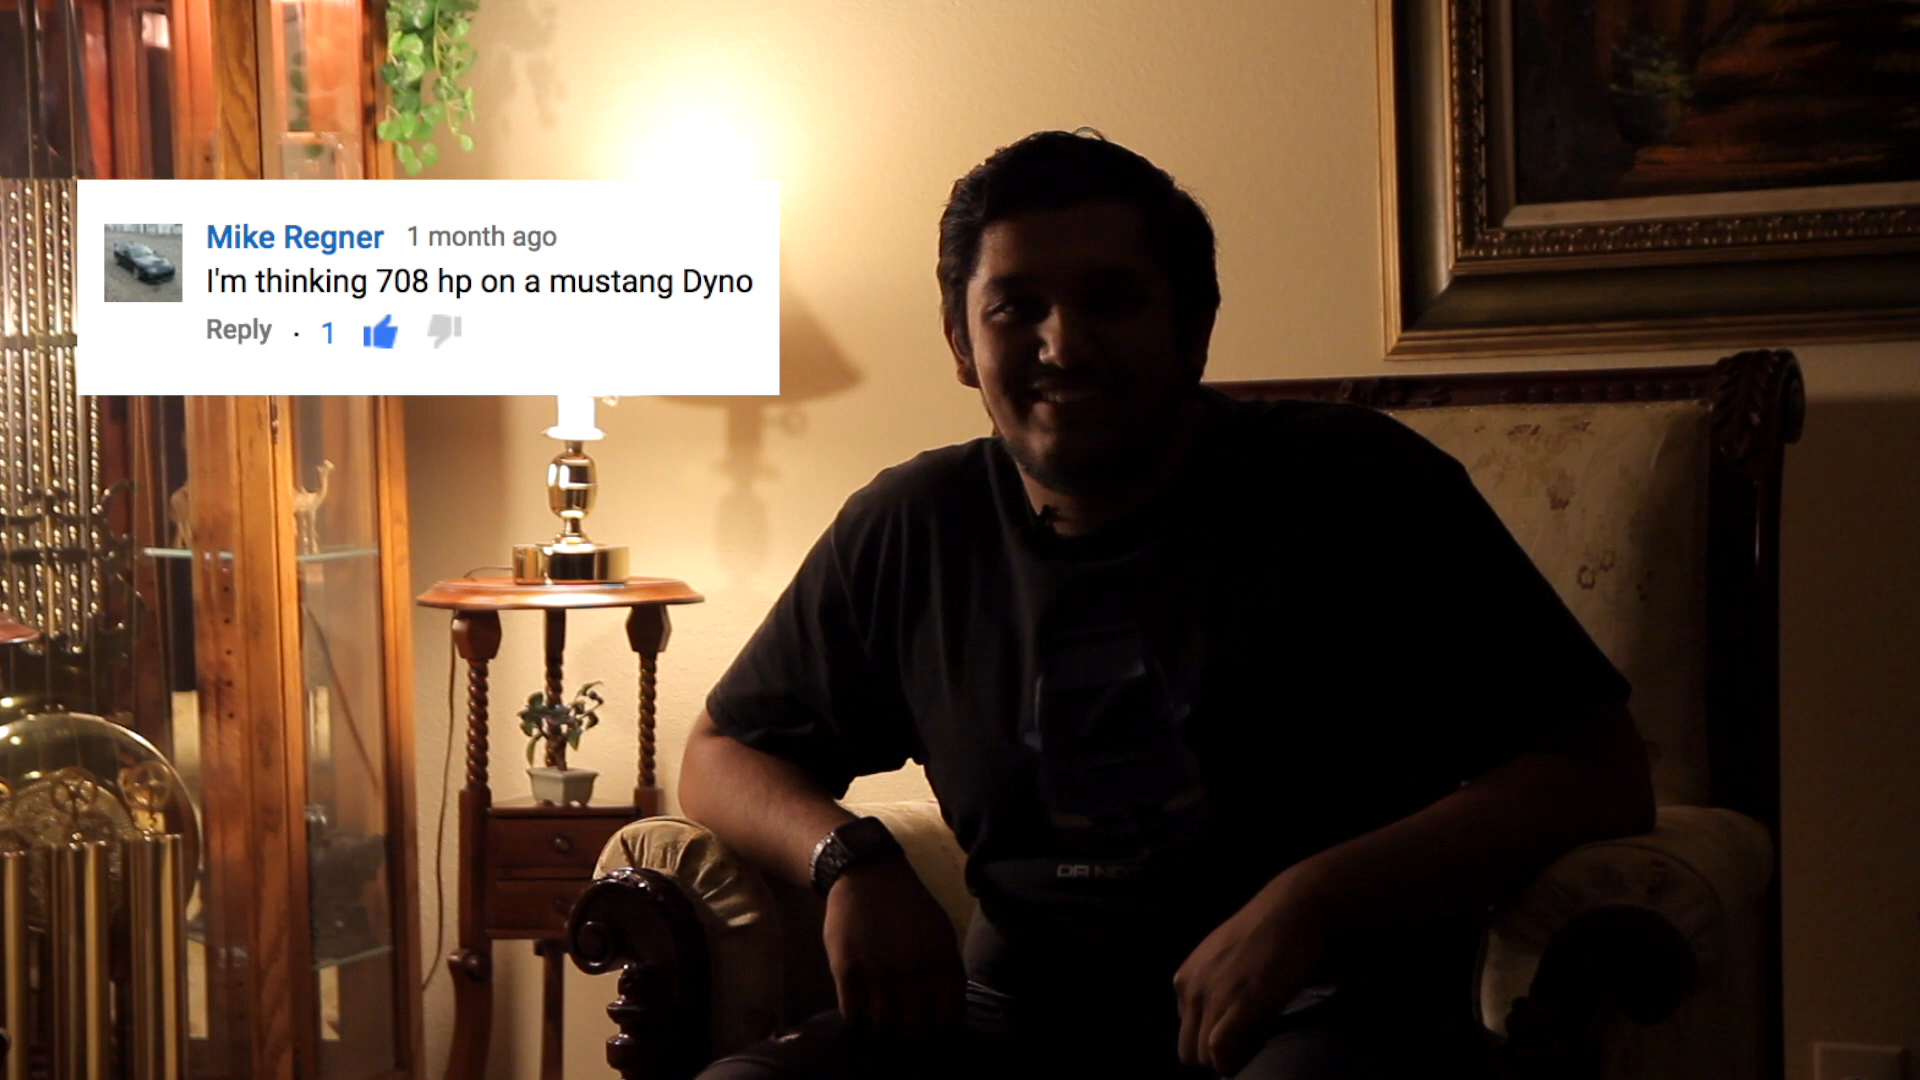 Mike Regner 1 month ago
I'm thinking 708 hp on a mustang Dyno
Reply · 1